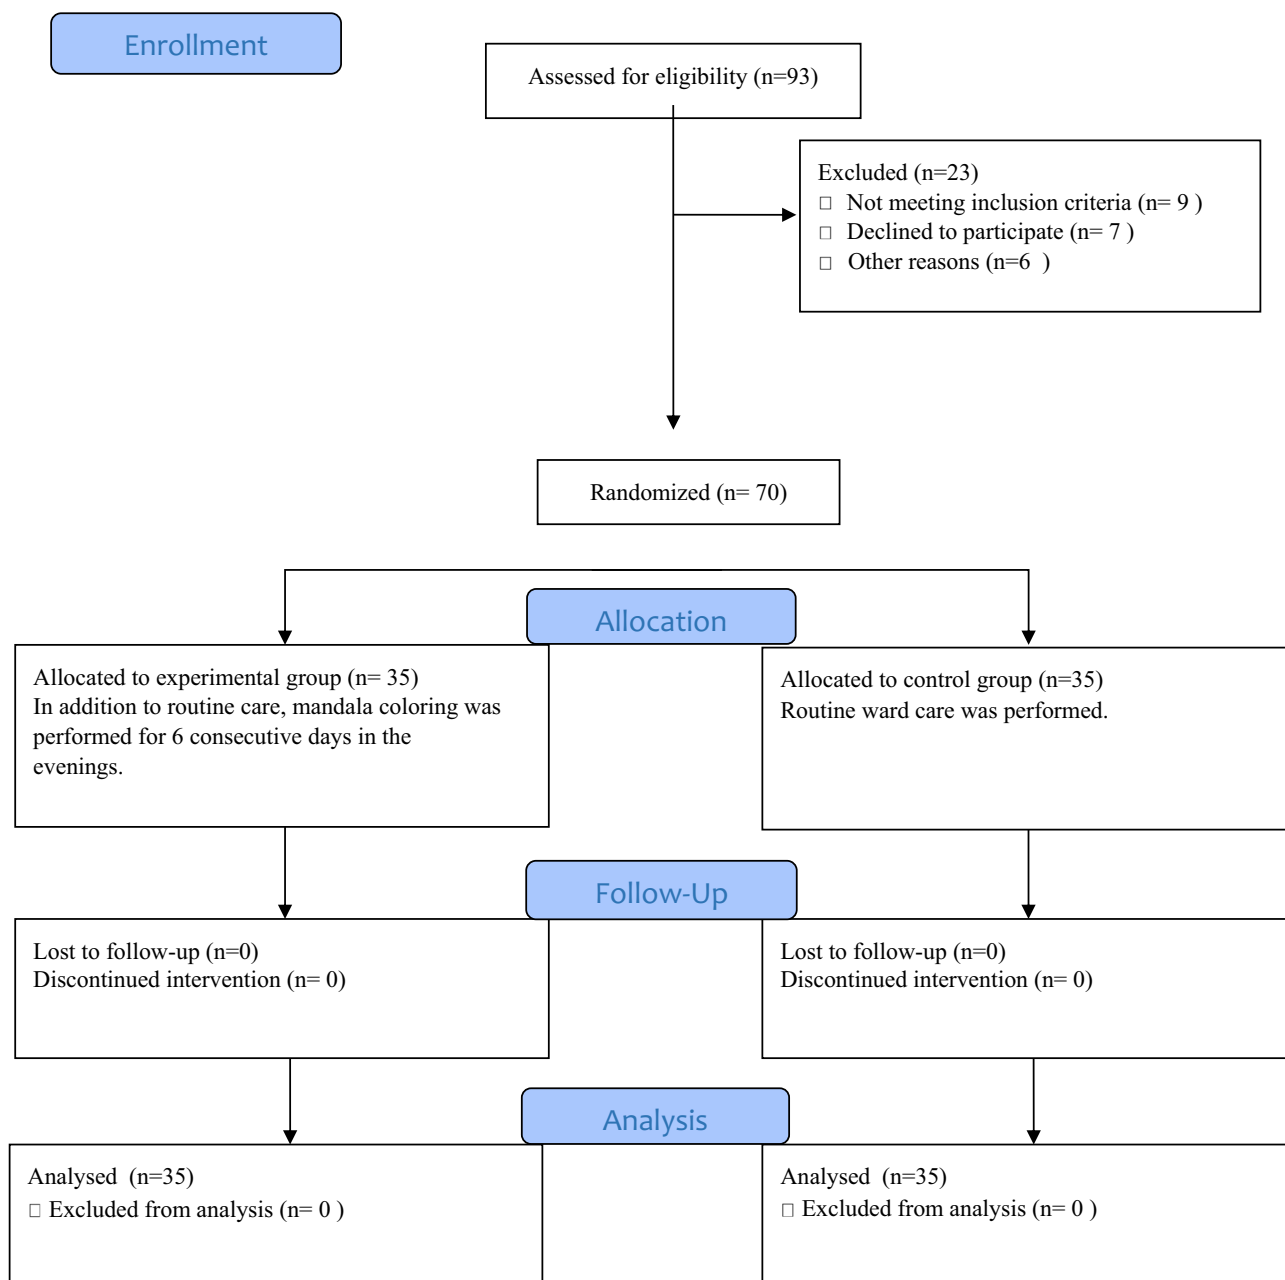 Enrollment
Assessed for eligibility (n=93)
Excluded (n=23)
□ Not meeting inclusion criteria (n= 9 )
□ Declined to participate (n= 7 )
□ Other reasons (n=6 )
Randomized (n= 70)
Allocation
Allocated to experimental group (n= 35)
In addition to routine care, mandala coloring was
performed for 6 consecutive days in the
evenings.
Allocated to control group (n=35)
Routine ward care was performed.
Follow-Up
Lost to follow-up (n=0)
Discontinued intervention (n= 0)
Lost to follow-up (n=0)
Discontinued intervention (n= 0)
Analysis
Analysed (n=35)
□ Excluded from analysis (n= 0 )
Analysed (n=35)
□ Excluded from analysis (n= 0 )